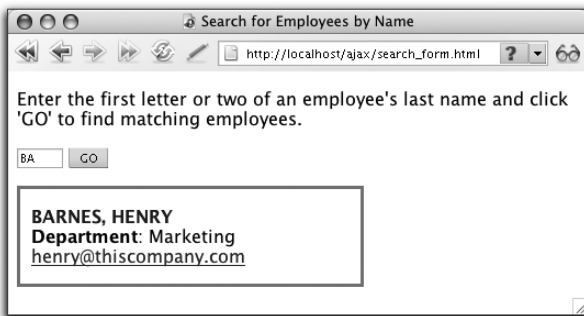 Search for Employees by Name
http://localhost/ajax/search_form.html
?
Enter the first letter or two of an employee's last name and click
'GO' to find matching employees.
BA GO
BARNES, HENRY
Department: Marketing
henry@thiscompany.com